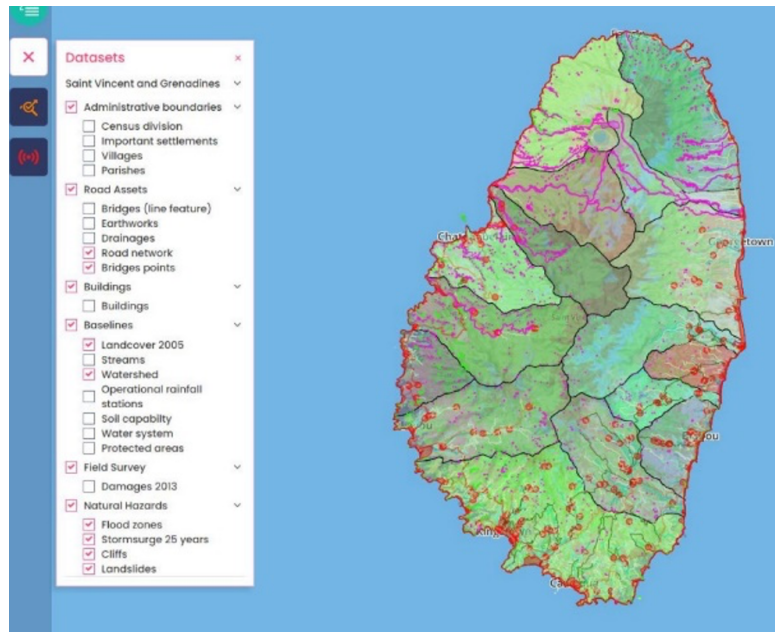 Datasets
Saint Vincent and Grenadines
Administrative boundaries
Census division
Important settlements
Villages
Parishes
Road Assets
Bridges (line feature)
Earthworks
Drainages
Road network
Bridges points
Buildings
Buildings
Baselines
Landcover 2005
Streams
Watershed
Operational rainfall
stations
Soil capabilty
Water system
Protected areas
Field Survey
Damages 2013
Natural Hazards
Flood zones
Stormsurge 25 years
Cliffs
Landslides